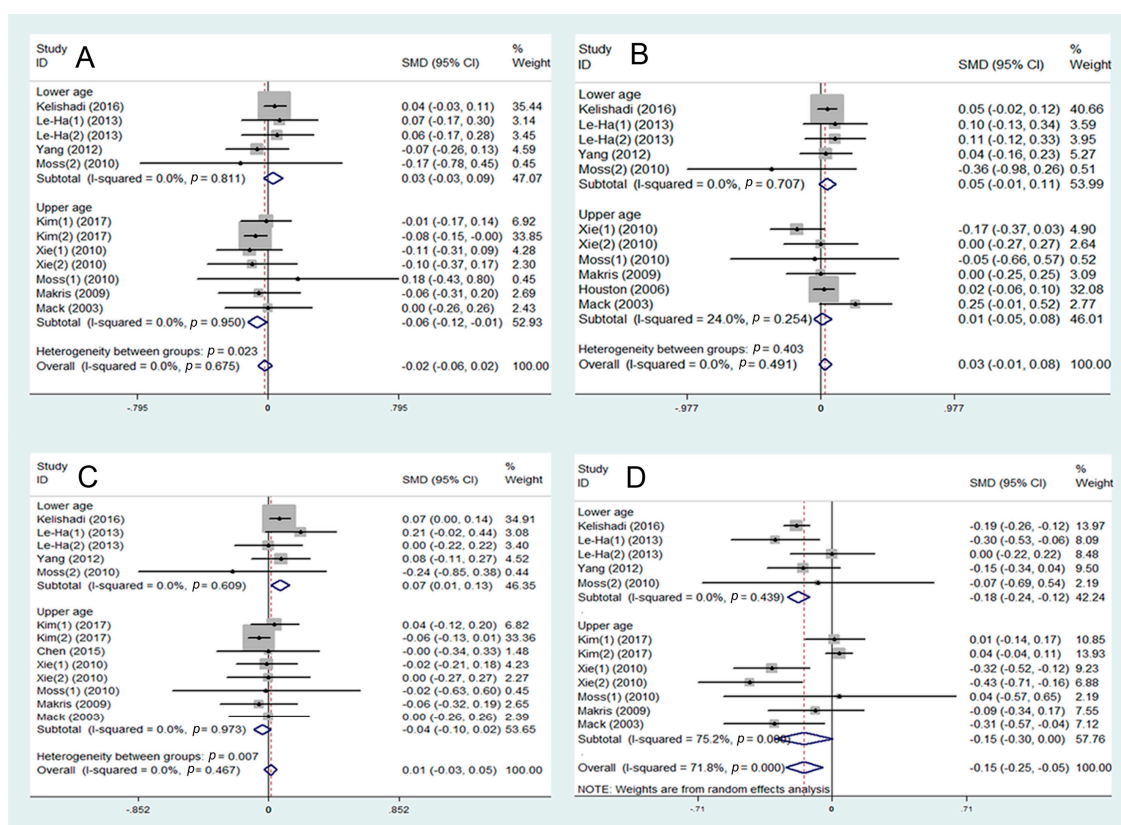 A
Study %
ID SMD (95% CI) Weight
Lower age
Kelishadi (2016) 0.04 (-0.03, 0.11) 35.44
Le-Ha(1) (2013) 0.07 (-0.17, 0.30) 3.14
Le-Ha(2) (2013) 0.06 (-0.17, 0.28) 3.45
Yang (2012) -0.07 (-0.26, 0.13) 4.59
Moss(2) (2010) -0.17 (-0.78, 0.45) 0.45
Subtotal (I-squared = 0.0%, p = 0.811) 0.03 (-0.03, 0.09) 47.07
Upper age
Kim(1) (2017) -0.01 (-0.17, 0.14) 6.92
Kim(2) (2017) -0.08 (-0.15, -0.00) 33.85
Xie(1) (2010) -0.11 (-0.31, 0.09) 4.28
Xie(2) (2010) -0.10 (-0.37, 0.17) 2.30
Moss(1) (2010) 0.18 (-0.43, 0.80) 0.45
Makris (2009) -0.06 (-0.31, 0.20) 2.69
Mack (2003) 0.00 (-0.26, 0.26) 2.43
Subtotal (I-squared = 0.0%, p = 0.950) -0.06 (-0.12, -0.01) 52.93
Heterogeneity between groups: p = 0.023
Overall (I-squared = 0.0%, p = 0.675) -0.02 (-0.06, 0.02) 100.00
-.795 0 .795
B
Study %
ID SMD (95% CI) Weight
Lower age
Kelishadi (2016) 0.05 (-0.02, 0.12) 40.66
Le-Ha(1) (2013) 0.10 (-0.13, 0.34) 3.59
Le-Ha(2) (2013) 0.11 (-0.12, 0.33) 3.95
Yang (2012) 0.04 (-0.16, 0.23) 5.27
Moss(2) (2010) -0.36 (-0.98, 0.26) 0.51
Subtotal (I-squared = 0.0%, p = 0.707) 0.05 (-0.01, 0.11) 53.99
Upper age
Xie(1) (2010) -0.17 (-0.37, 0.03) 4.90
Xie(2) (2010) 0.00 (-0.27, 0.27) 2.64
Moss(1) (2010) -0.05 (-0.66, 0.57) 0.52
Makris (2009) 0.00 (-0.25, 0.25) 3.09
Houston (2006) 0.02 (-0.06, 0.10) 32.08
Mack (2003) 0.25 (-0.01, 0.52) 2.77
Subtotal (I-squared = 24.0%, p = 0.254) 0.01 (-0.05, 0.08) 46.01
Heterogeneity between groups: p = 0.403
Overall (I-squared = 0.0%, p = 0.491) 0.03 (-0.01, 0.08) 100.00
-.977 0 .977
C
Study %
ID SMD (95% CI) Weight
Lower age
Kelishadi (2016) 0.07 (0.00, 0.14) 34.91
Le-Ha(1) (2013) 0.21 (-0.02, 0.44) 3.08
Le-Ha(2) (2013) 0.00 (-0.22, 0.22) 3.40
Yang (2012) 0.08 (-0.11, 0.27) 4.52
Moss(2) (2010) -0.24 (-0.85, 0.38) 0.44
Subtotal (I-squared = 0.0%, p = 0.609) 0.07 (0.01, 0.13) 46.35
Upper age
Kim(1) (2017) 0.04 (-0.12, 0.20) 6.82
Kim(2) (2017) -0.06 (-0.13, 0.01) 33.36
Chen (2015) -0.00 (-0.34, 0.33) 1.48
Xie(1) (2010) -0.02 (-0.21, 0.18) 4.23
Xie(2) (2010) 0.00 (-0.27, 0.27) 2.27
Moss(1) (2010) -0.02 (-0.63, 0.60) 0.45
Makris (2009) -0.06 (-0.32, 0.19) 2.65
Mack (2003) 0.00 (-0.26, 0.26) 2.39
Subtotal (I-squared = 0.0%, p = 0.973) -0.04 (-0.10, 0.02) 53.65
Heterogeneity between groups: p = 0.007
Overall (I-squared = 0.0%, p = 0.467) 0.01 (-0.03, 0.05) 100.00
-.852 0 .852
D
Study %
ID SMD (95% CI) Weight
Lower age
Kelishadi (2016) -0.19 (-0.26, -0.12) 13.97
Le-Ha(1) (2013) -0.30 (-0.53, -0.06) 8.09
Le-Ha(2) (2013) 0.00 (-0.22, 0.22) 8.48
Yang (2012) -0.15 (-0.34, 0.04) 9.50
Moss(2) (2010) -0.07 (-0.69, 0.54) 2.19
Subtotal (I-squared = 0.0%, p = 0.439) -0.18 (-0.24, -0.12) 42.24
Upper age
Kim(1) (2017) 0.01 (-0.14, 0.17) 10.85
Kim(2) (2017) 0.04 (-0.04, 0.11) 13.93
Xie(1) (2010) -0.32 (-0.52, -0.12) 9.23
Xie(2) (2010) -0.43 (-0.71, -0.16) 6.88
Moss(1) (2010) 0.04 (-0.57, 0.65) 2.19
Makris (2009) -0.09 (-0.34, 0.17) 7.55
Mack (2003) -0.31 (-0.57, -0.04) 7.12
Subtotal (I-squared = 75.2%, p = -0.15 (-0.30, 0.00) 57.76
Overall (I-squared = 71.8%, p = 0.000) -0.15 (-0.25, -0.05) 100.00
NOTE: Weights are from random effects analysis
-.71 0 .71